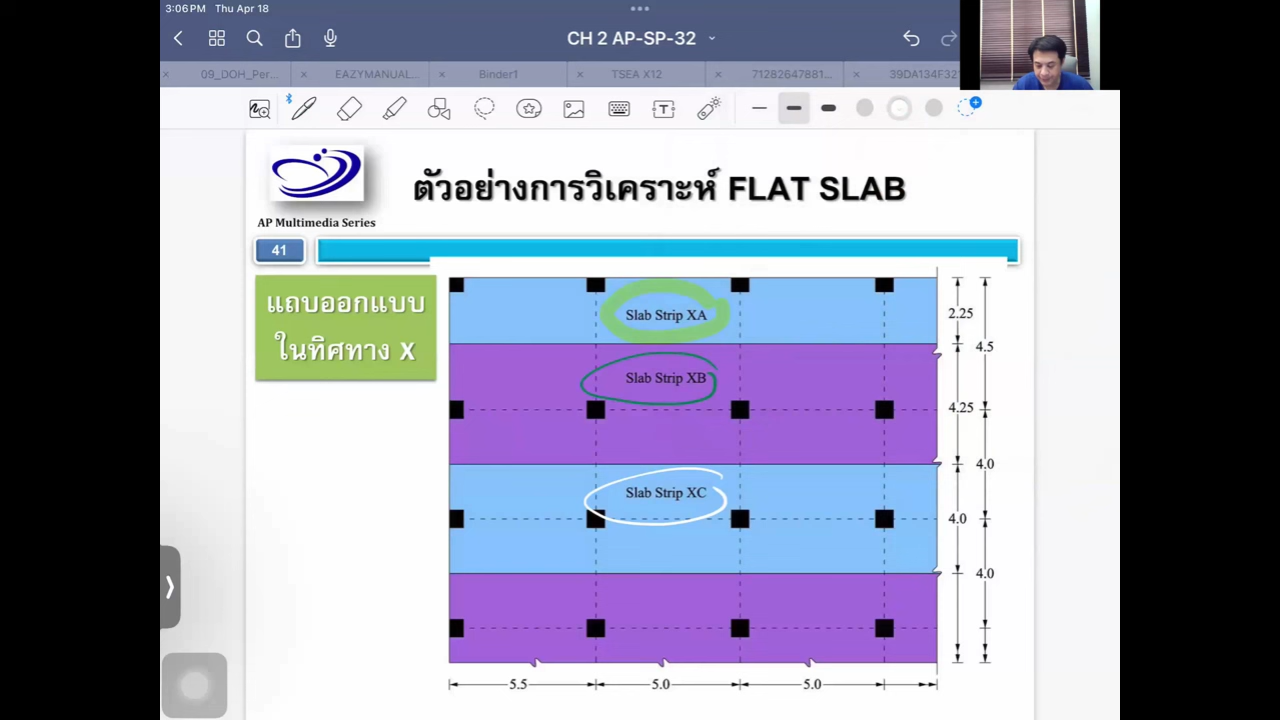 3:06 PM Thu Apr 18
CH 2 AP-SP-32
09_DOH_Per...
EAZYMANUAL...
Binder1
TSEA X12
71282647881...
39DA134F321
ตัวอย่างการวิเคราะห์ FLAT SLAB
AP Multimedia Series
41
แถบออกแบบ
ในทิศทาง X
Slab Strip XA
2.25
4.5
Slab Strip XB
4.25
4.0
Slab Strip XC
4.0
4.0
5.5
5.0
5.0